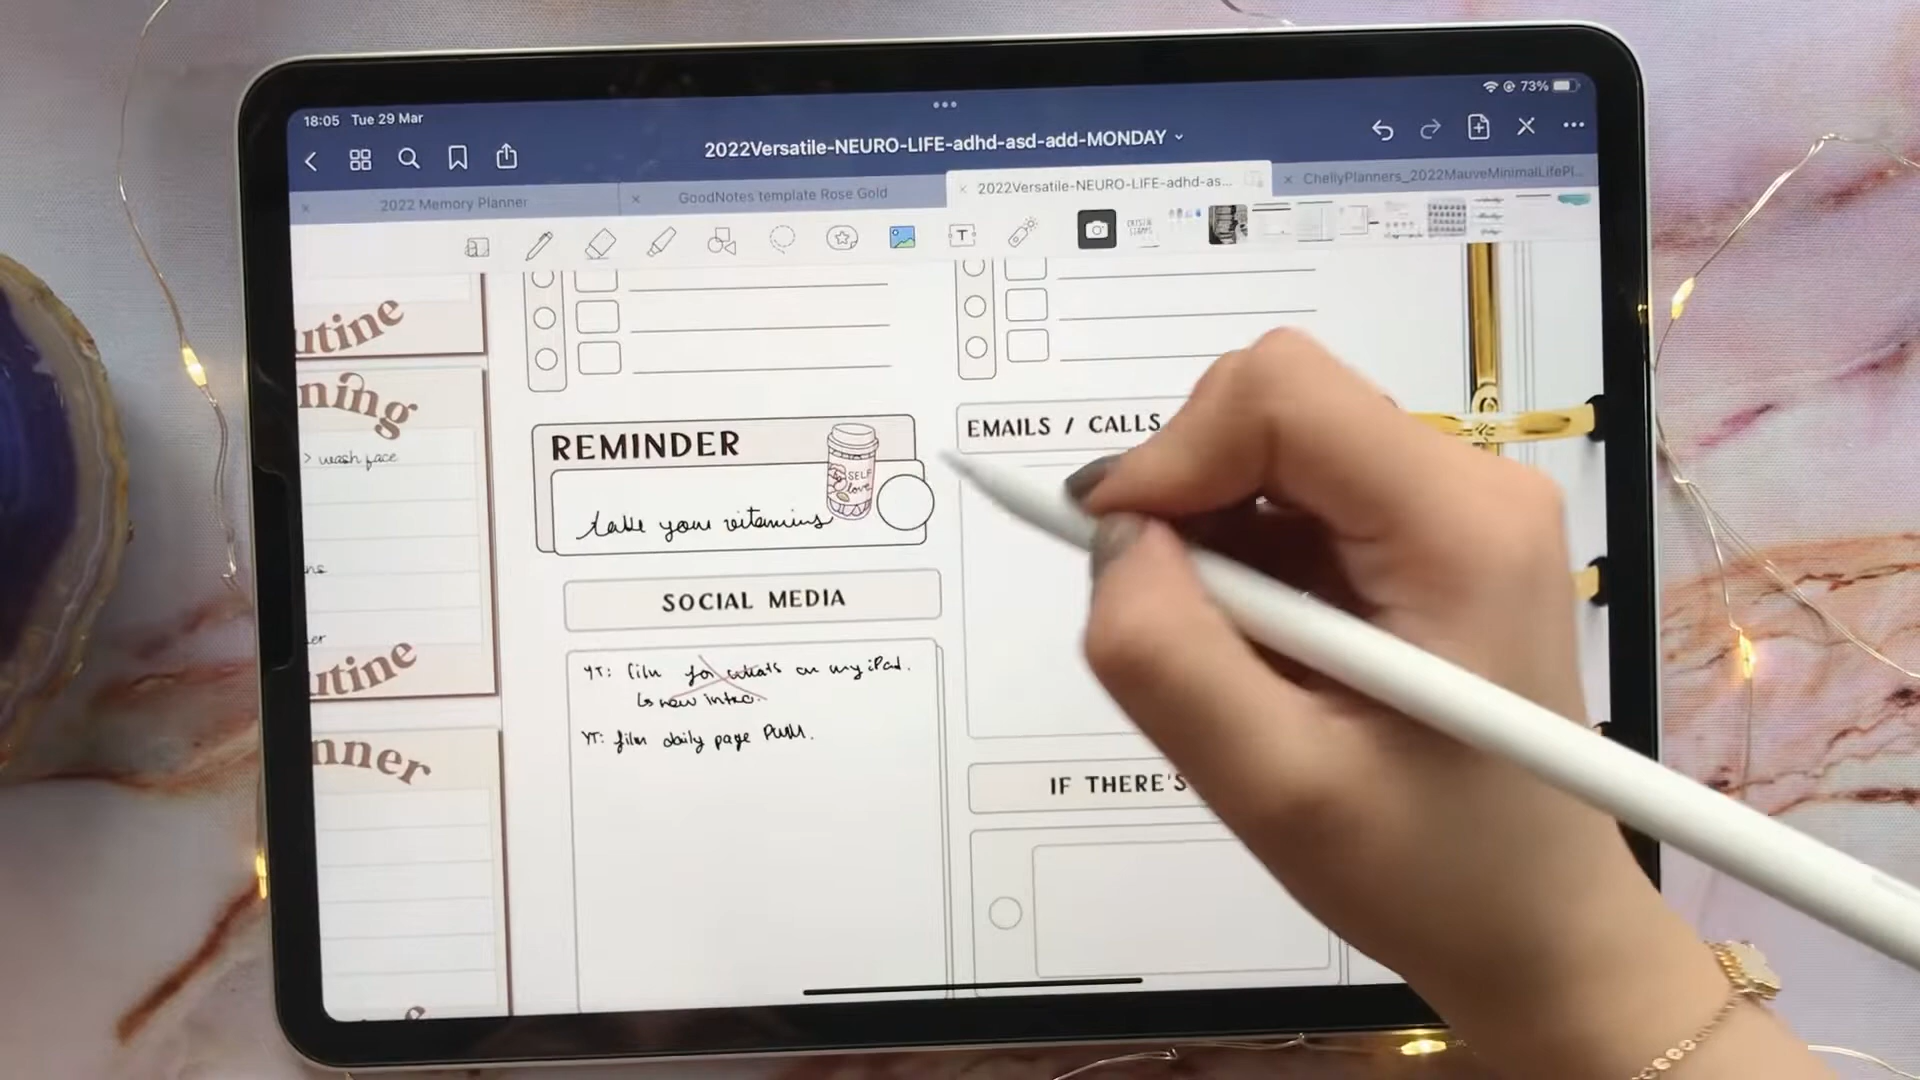 18:05 Tue 29 Mar
73%
2022Versatile-NEURO-LIFE-adhd-asd-add-MONDAY
2022 Memory Planner
GoodNotes template Rose Gold
2022Versatile-NEURO-LIFE-adhd-as...
ChellyPlanners_2022MauveMinimalLifePl...
T
utine
ning
> wash face
ns
er
utine
nner
REMINDER
SELF
love
take your vitamins
EMAILS / CALLS
SOCIAL MEDIA
YT: film for whats on my iPad.
↳ new intro.
YT: film daily page PWM.
IF THERE'S